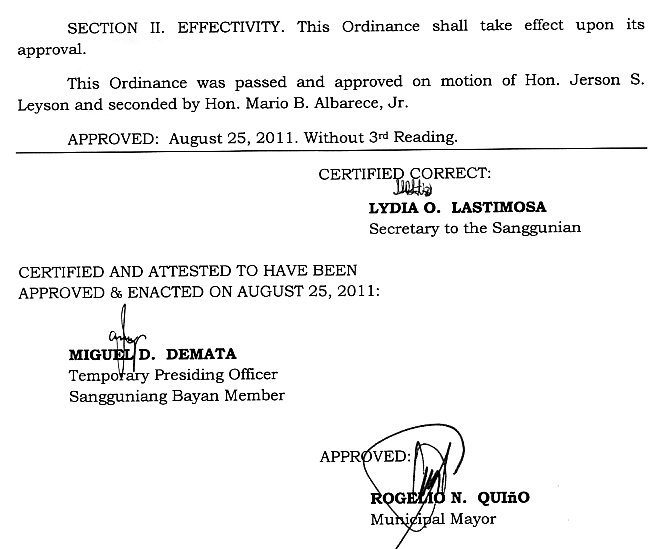 SECTION II. EFFECTIVITY. This Ordinance shall take effect upon its
approval.
This Ordinance was passed and approved on motion of Hon. Jerson S.
Leyson and seconded by Hon. Mario B. Albarece, Jr.
APPROVED: August 25, 2011. Without 3rd Reading.
CERTIFIED CORRECT:
LYDIA O. LASTIMOSA
Secretary to the Sanggunian
CERTIFIED AND ATTESTED TO HAVE BEEN
APPROVED & ENACTED ON AUGUST 25, 2011:
MIGUEL D. DEMATA
Temporary Presiding Officer
Sangguniang Bayan Member
APPROVED:
ROGELIO N. QUIñO
Municipal Mayor